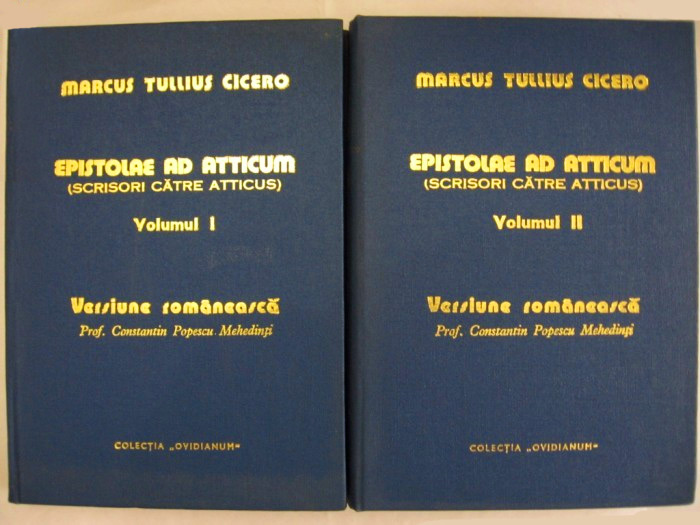 MARCUS TULLIUS CICERO
EPISTOLAE AD ATTICUM
(SCRISORI CĂTRE ATTICUS)
Volumul I
Versiune românească
Prof. Constantin Popescu Mehedinți
COLECȚIA „OVIDIANUM"
MARCUS TULLIUS CICERO
EPISTOLAE AD ATTICUM
(SCRISORI CĂTRE ATTICUS)
Volumul II
Versiune românească
Prof. Constantin Popescu Mehedinți
COLECȚIA „OVIDIANUM"